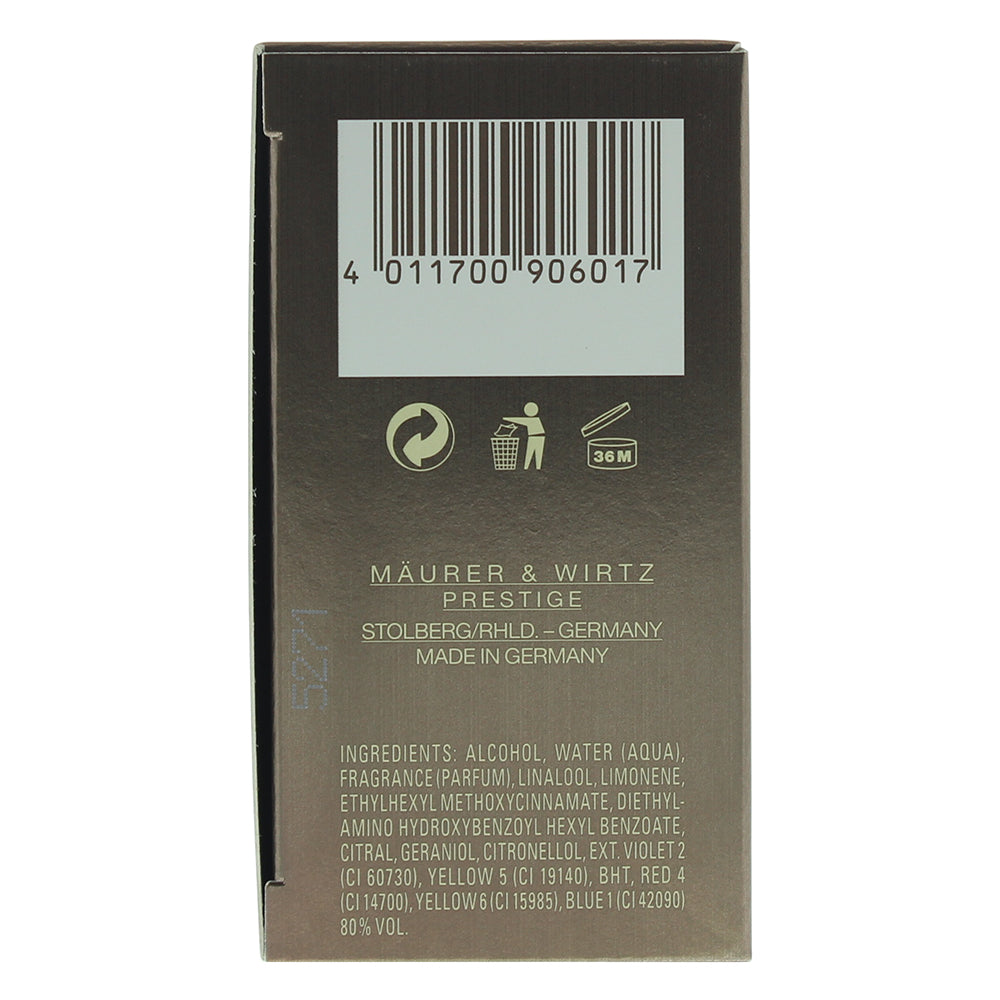 4 011700 906017
36M
MÄURER & WIRTZ
PRESTIGE
STOLBERG/RHLD. – GERMANY
MADE IN GERMANY
5271
INGREDIENTS: ALCOHOL, WATER (AQUA),
FRAGRANCE (PARFUM), LINALOOL, LIMONENE,
ETHYLHEXYL METHOXYCINNAMATE, DIETHYL-
AMINO HYDROXYBENZOYL HEXYL BENZOATE,
CITRAL, GERANIOL, CITRONELLOL, EXT. VIOLET 2
(CI 60730), YELLOW 5 (CI 19140), BHT, RED 4
(CI 14700), YELLOW 6 (CI 15985), BLUE 1 (CI 42090)
80% VOL.